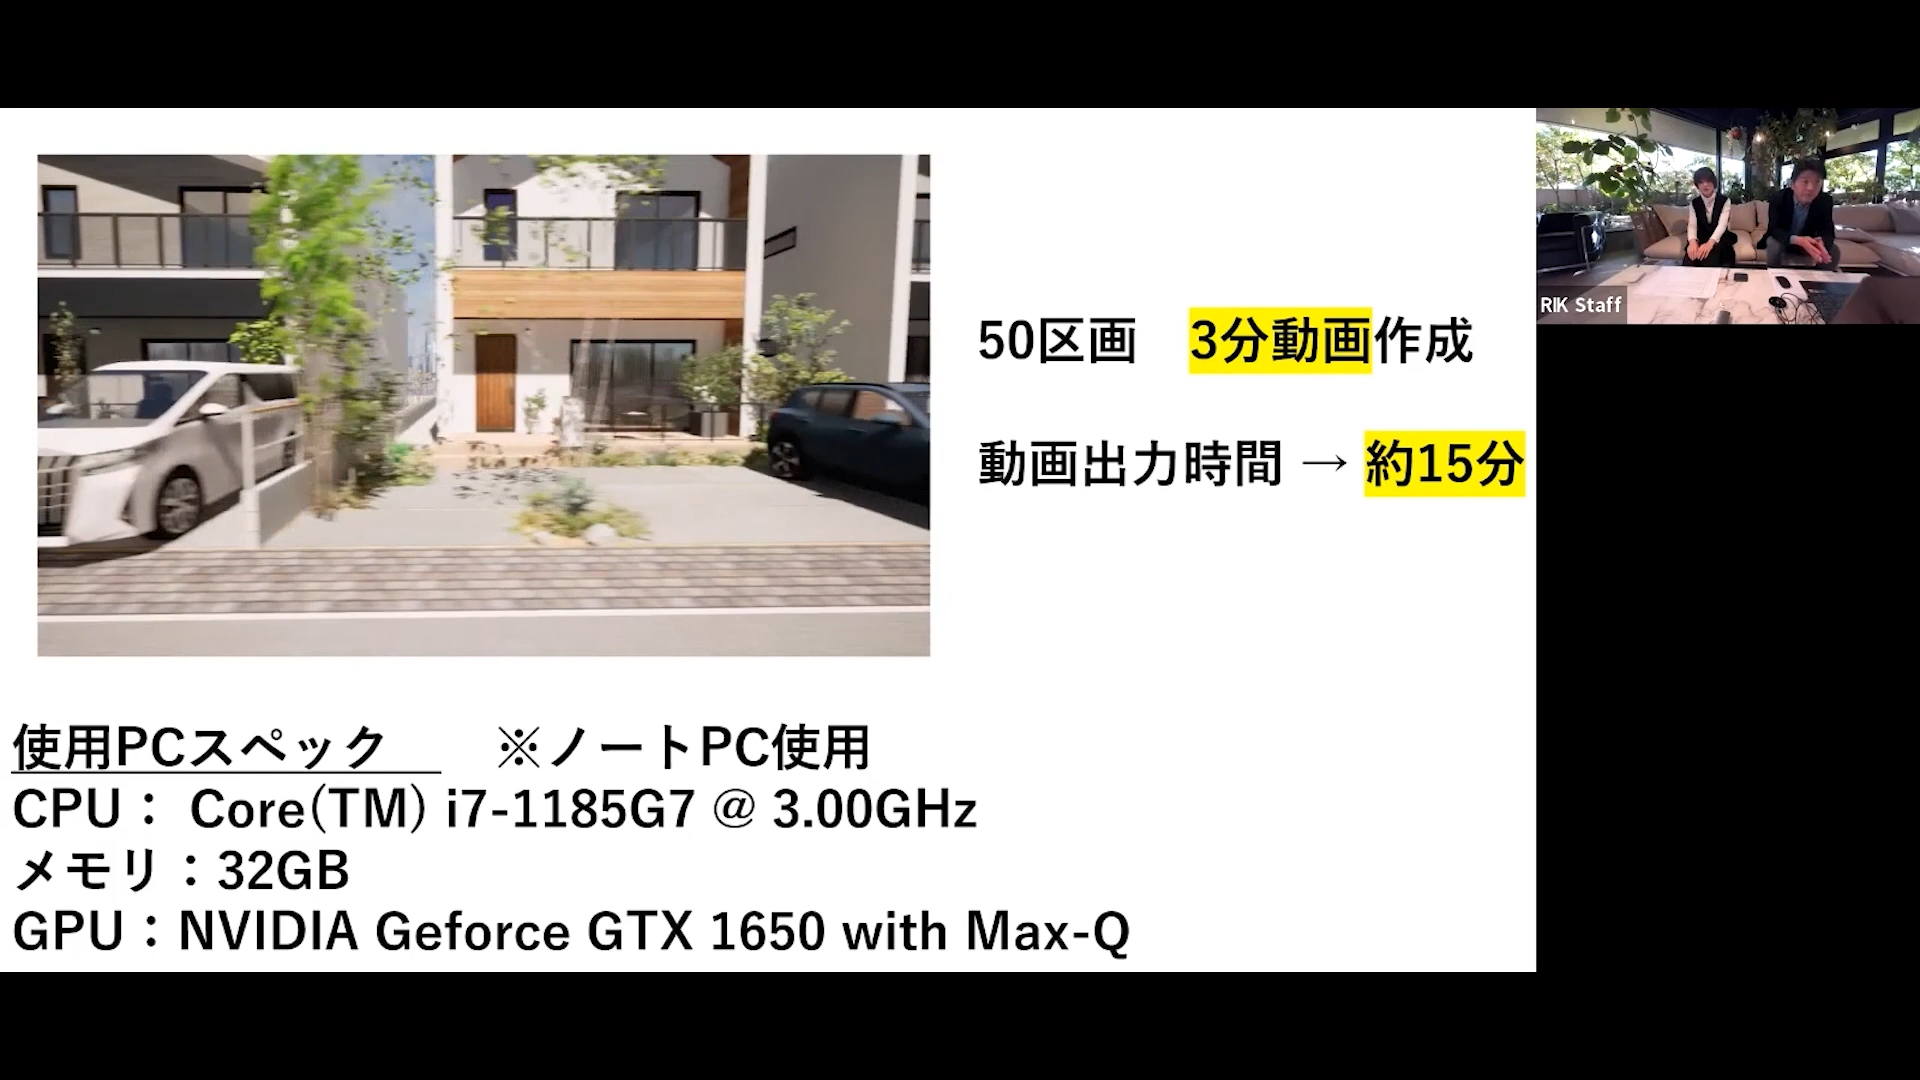 50区画　3分動画作成
動画出力時間 → 約15分
使用PCスペック　※ノートPC使用
CPU： Core(TM) i7-1185G7 @ 3.00GHz
メモリ：32GB
GPU：NVIDIA Geforce GTX 1650 with Max-Q
RIK Staff